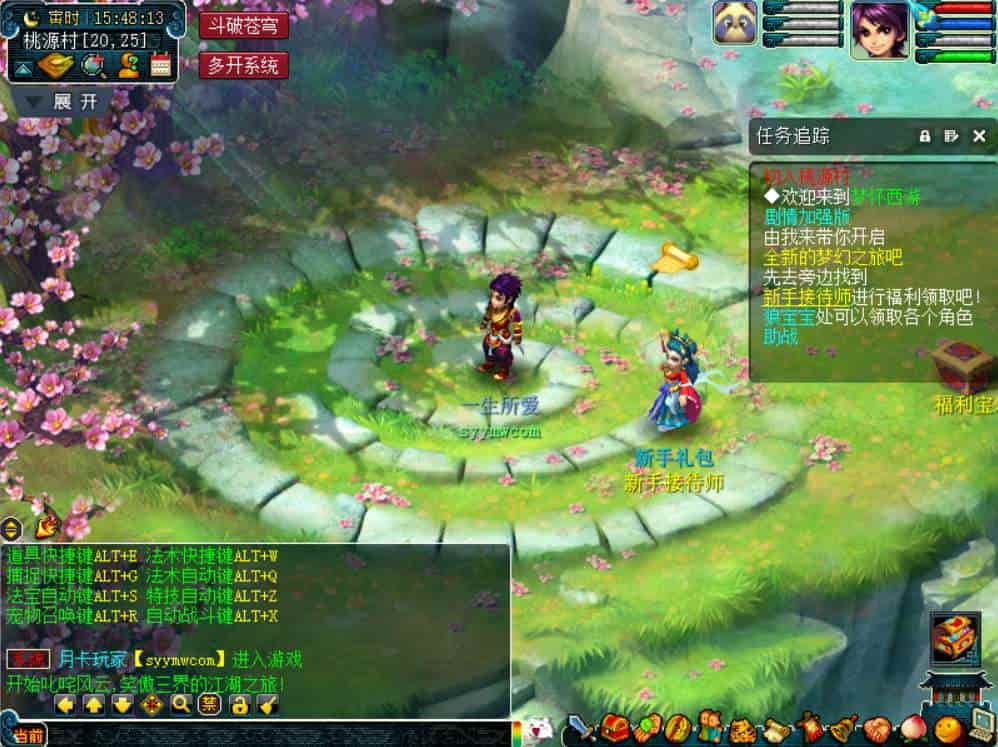 寅时 15:48:13
桃源村[20,25]
展开
斗破苍穹
多开系统
任务追踪
初入桃源村
◆欢迎来到梦怀西游
剧情加强版
由我来带你开启
全新的梦幻之旅吧
先去旁边找到
新手接待师进行福利领取吧!
狼宝宝处可以领取各个角色
助战
福利宝
一生所爱
syymwcom
新手礼包
新手接待师
道具快捷键ALT+E 法术快捷键ALT+W
捕捉快捷键ALT+G 法术自动键ALT+Q
法宝自动键ALT+S 特技自动键ALT+Z
宠物召唤键ALT+R 自动战斗键ALT+X
月卡玩家【syymwcom】进入游戏
开始叱咤风云,笑傲三界的江湖之旅!
禁
当前